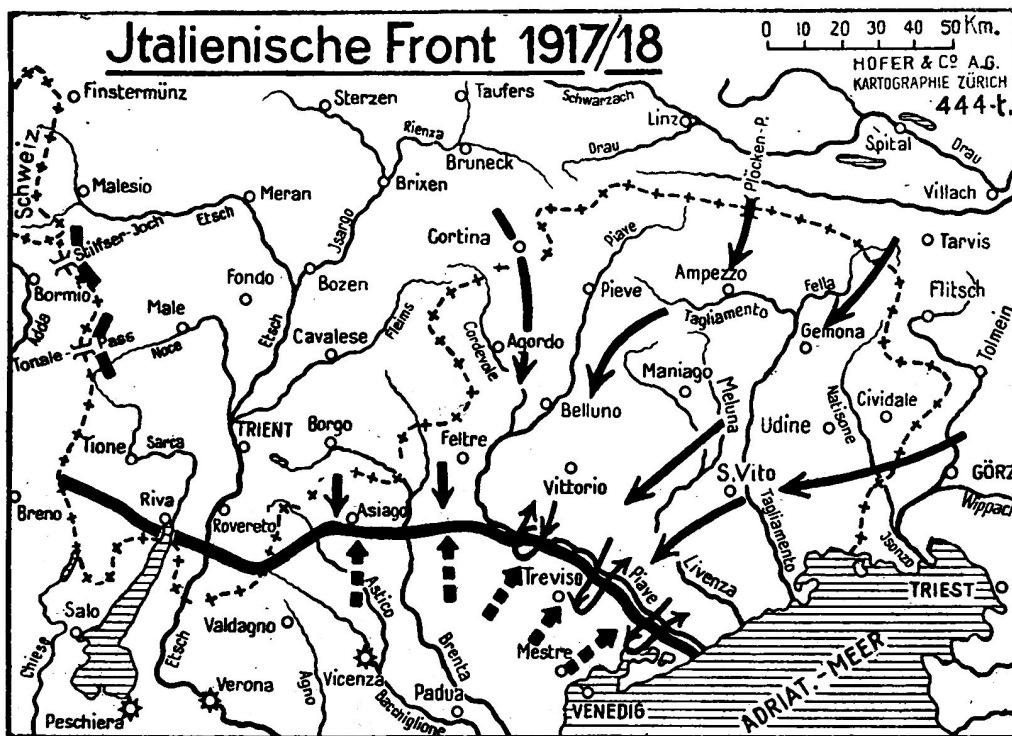 Jtalienische Front 1917/18
0 10 20 30 40 50 Km.
HOFER & Cº A.G.
KARTOGRAPHIE ZÜRICH
444-t.
Finstermünz
Sterzen
Taufers
Schwarzach
Linz
Spital
Drau
Schweiz
Rienza
Bruneck
Drau
Plöcken-P.
Malesio
Meran
Brixen
Villach
Etsch
Jsargo
Stilfser-Joch
Cortina
Piave
Tarvis
Fondo
Bozen
Ampezzo
Fella
Bormio
Pieve
Flitsch
Adda
Male
Etsch
Fleims
Tagliamento
Gemona
Tolmein
Tonale-Pass
Noce
Cavalese
Cordevole
Agordo
Maniago
Meluna
Natisone
Cividale
Belluno
Udine
Tione
Sarca
TRIENT
Borgo
Feltre
GÖRZ
Vittorio
S. Vito
Breno
Riva
Rovereto
Asiago
Tagliamento
Wippach
Jsonzo
Treviso
Piave
Livenza
TRIEST
Salo
Valdagno
Astico
Chiese
Etsch
Brenta
Mestre
Verona
Agno
Vicenza
Padua
VENEDIG
ADRIAT.-MEER
Peschiera
Bacchiglione